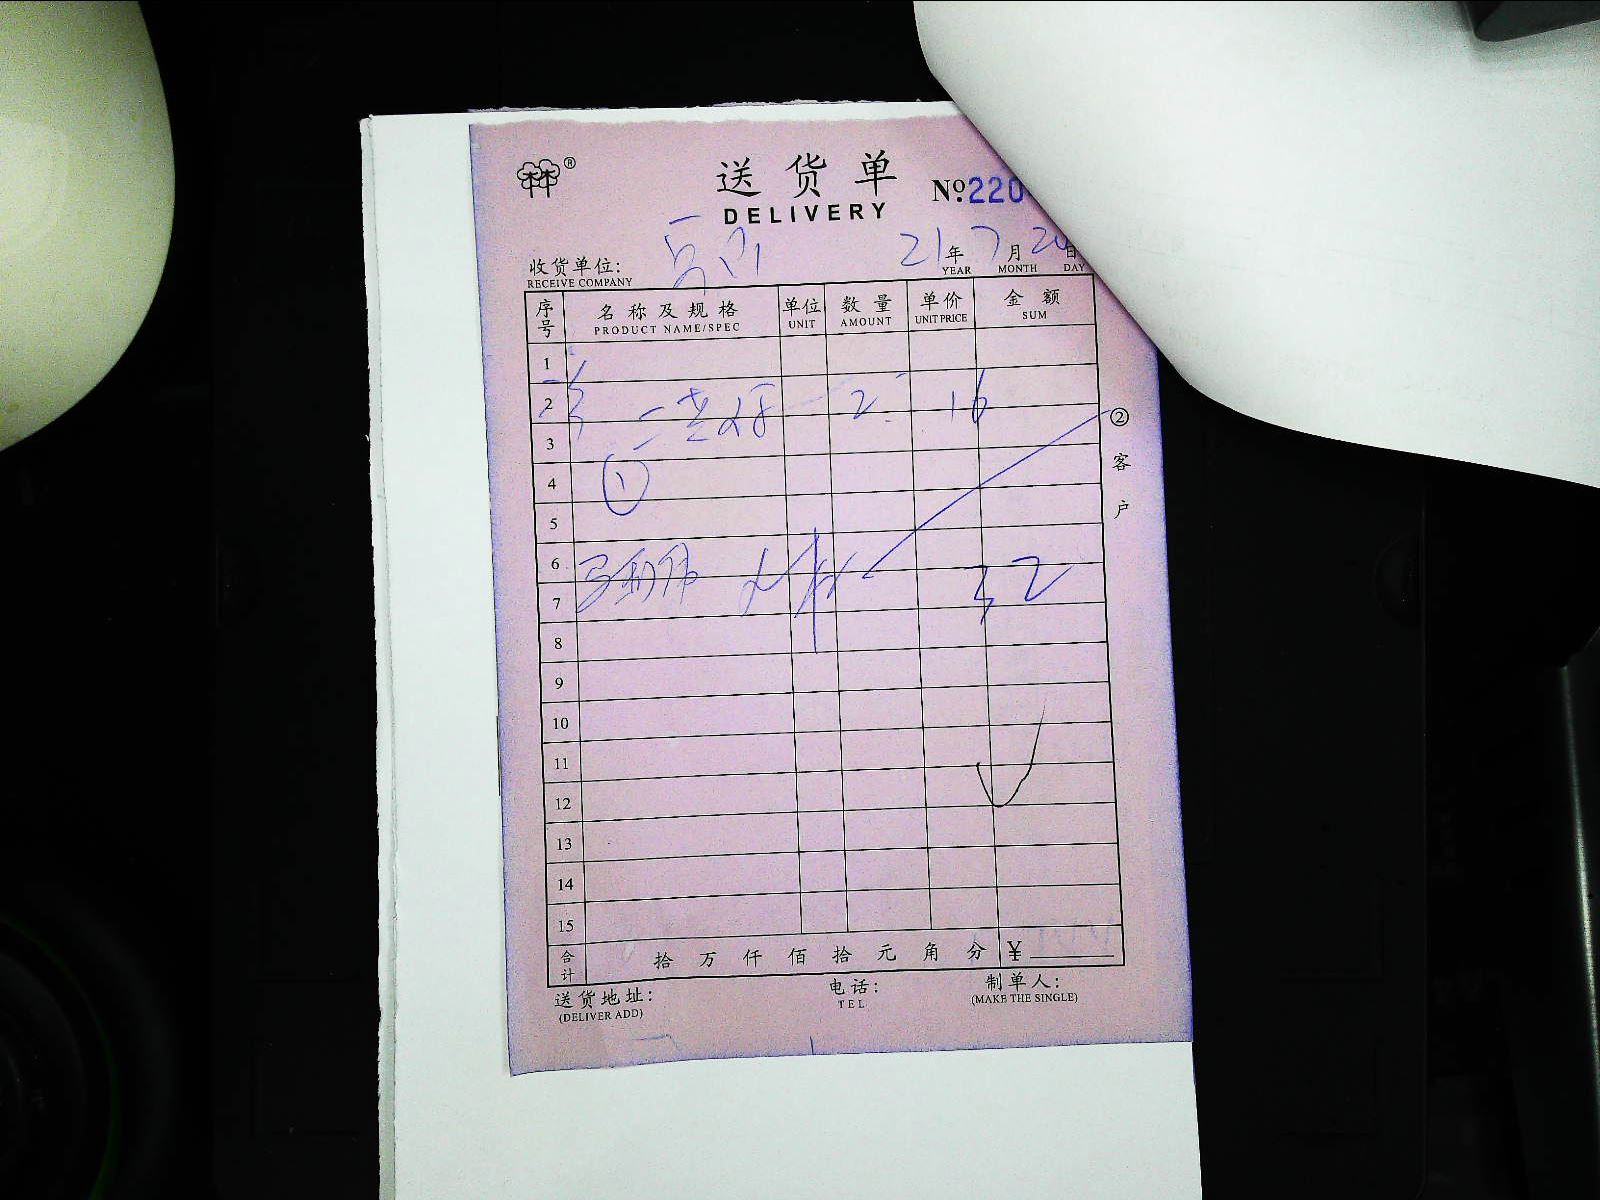 ® 送货单 №220
DELIVERY
收货单位: 21年7月20日
RECEIVE COMPANY YEAR MONTH DAY
序号 名称及规格 单位 数量 单价 金额
PRODUCT NAME/SPEC UNIT AMOUNT UNIT PRICE SUM
1
2 2 16
3
②客户
4 ①
5
6
7 32
8
9
10
11
12
13
14
15
合计 拾 万 仟 佰 拾 元 角 分 ¥
送货地址: 电话: 制单人:
(DELIVER ADD) TEL (MAKE THE SINGLE)